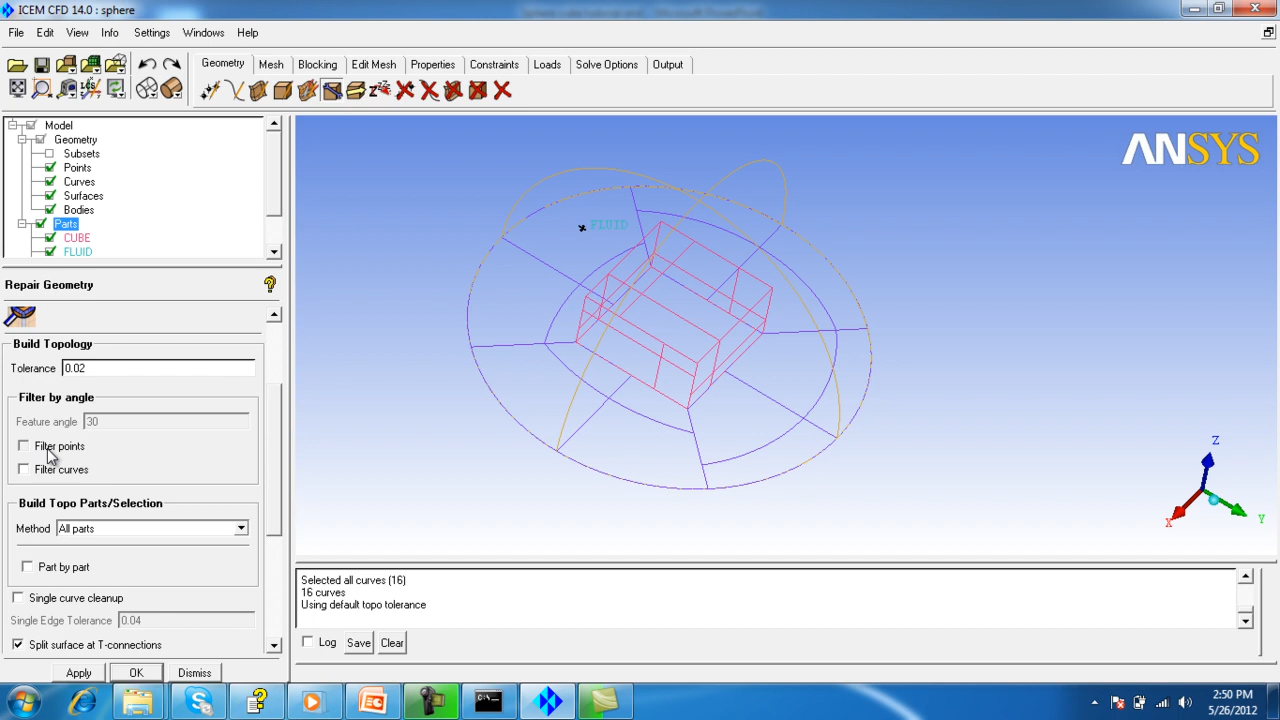 ICEM CFD 14.0 : sphere
File Edit View Info Settings Windows Help
Geometry Mesh Blocking Edit Mesh Properties Constraints Loads Solve Options Output
Model
Geometry
Subsets
Points
Curves
Surfaces
Bodies
Parts
CUBE
FLUID
Repair Geometry
Build Topology
Tolerance 0.02
Filter by angle
Feature angle 30
Filter points
Filter curves
Build Topo Parts/Selection
Method All parts
Part by part
Single curve cleanup
Single Edge Tolerance 0.04
Split surface at T-connections
Apply OK Dismiss
ANSYS
FLUID
Z
X
Y
Selected all curves (16)
16 curves
Using default topo tolerance
Log Save Clear
2:50 PM
5/26/2012